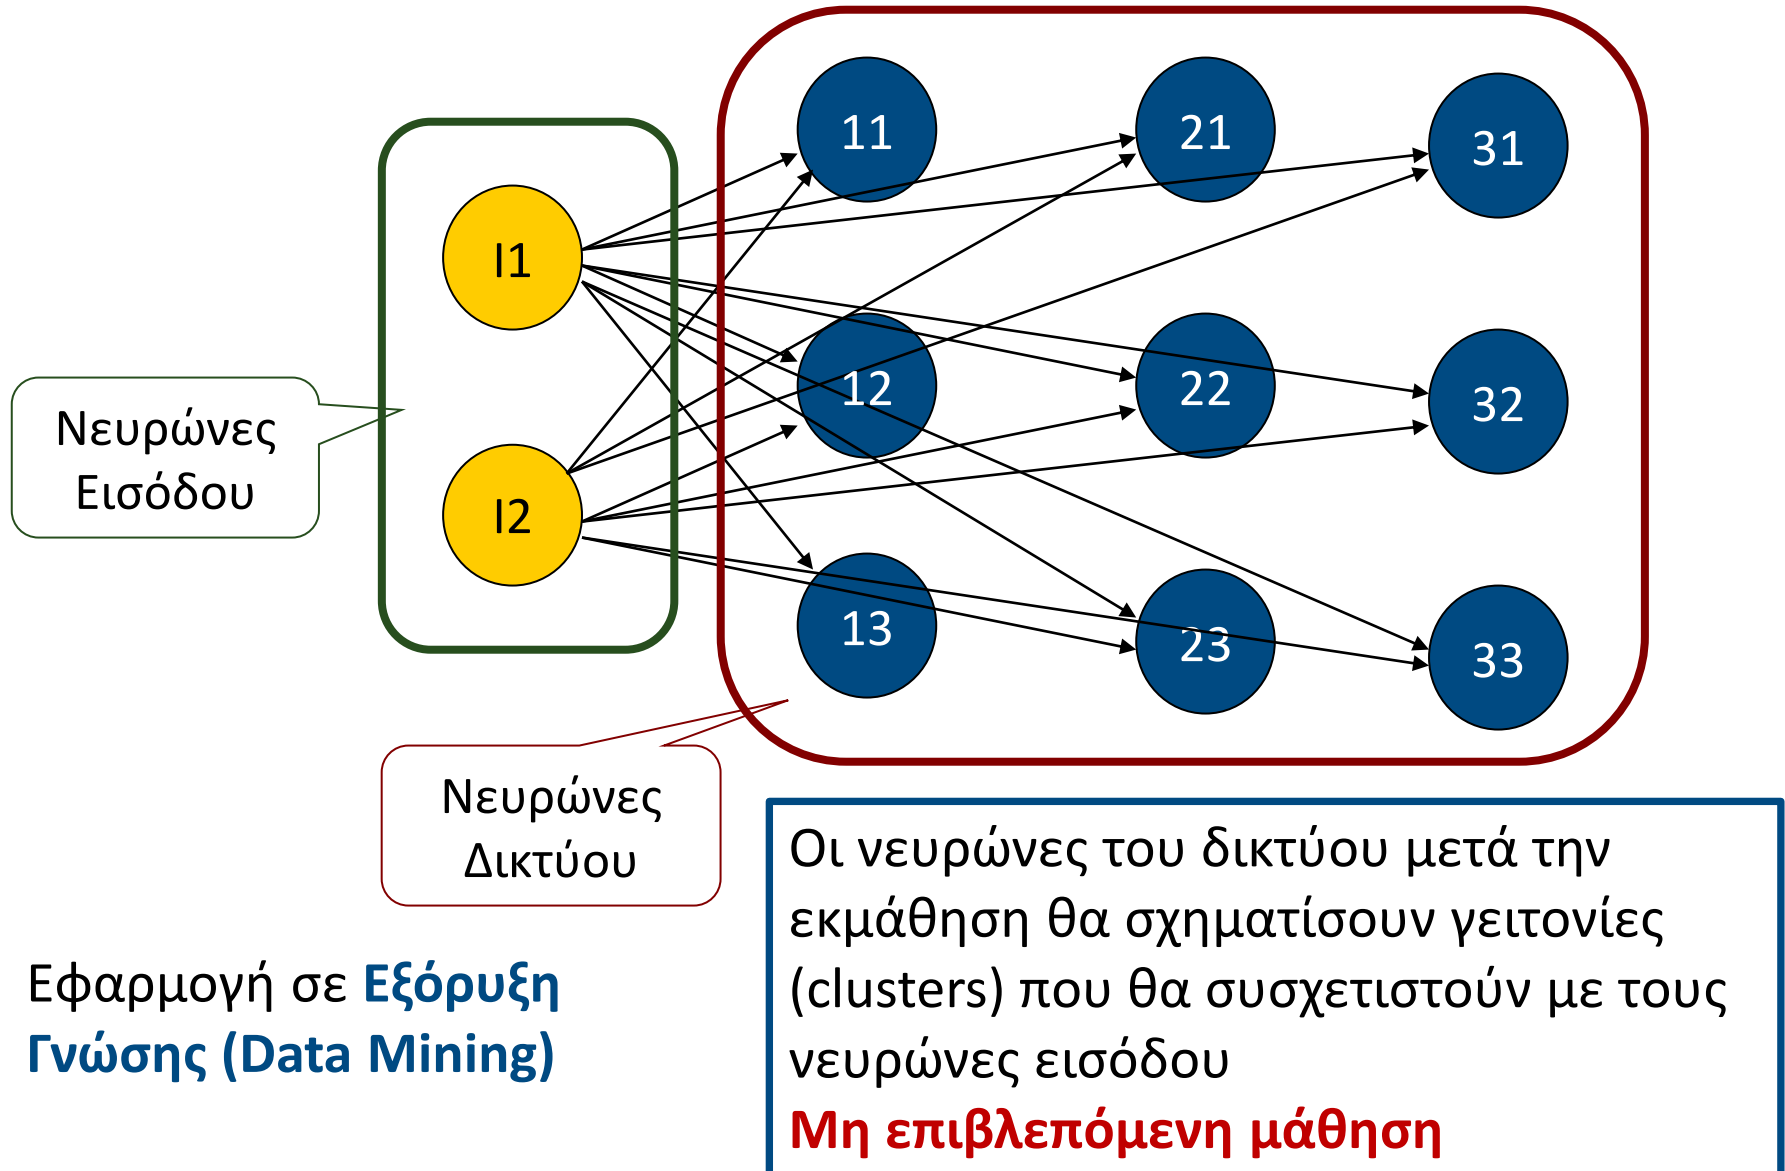 11
21
31
I1
12
22
32
Νευρώνες
Εισόδου
I2
13
23
33
Νευρώνες
Δικτύου
Οι νευρώνες του δικτύου μετά την
εκμάθηση θα σχηματίσουν γειτονίες
(clusters) που θα συσχετιστούν με τους
νευρώνες εισόδου
Μη επιβλεπόμενη μάθηση
Εφαρμογή σε Εξόρυξη
Γνώσης (Data Mining)